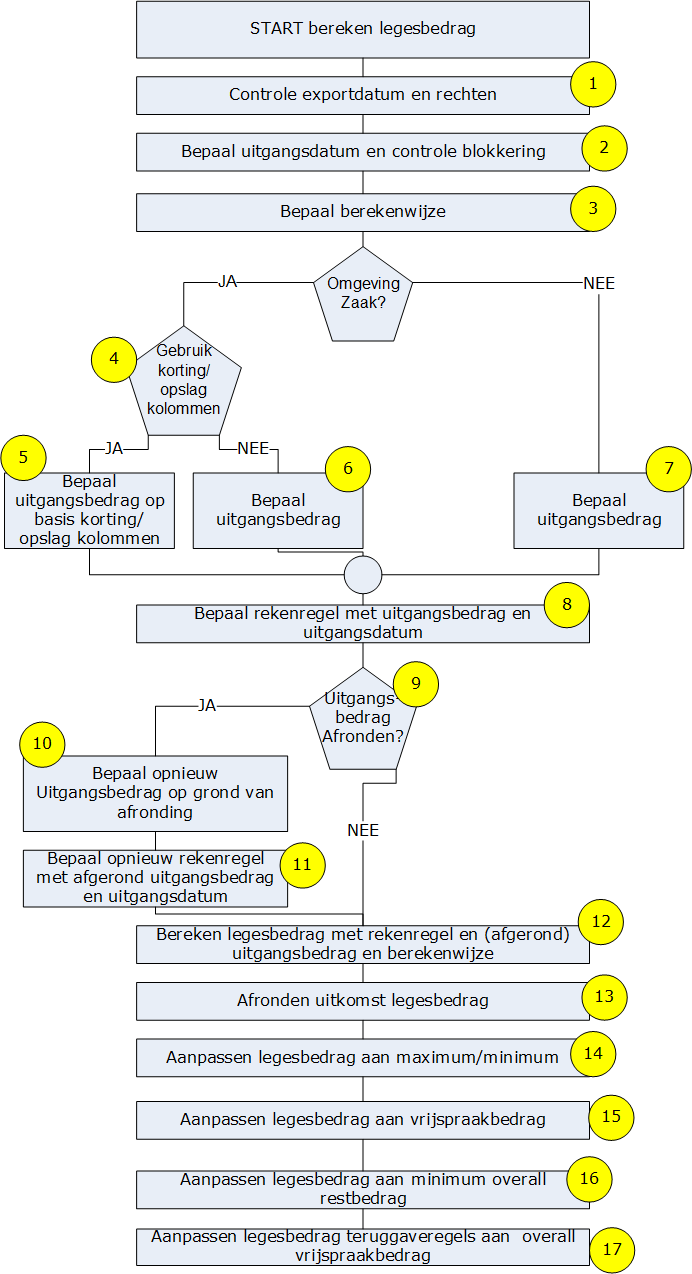 START bereken legesbedrag
1
Controle exportdatum en rechten
2
Bepaal uitgangsdatum en controle blokkering
3
Bepaal berekenwijze
JA
Omgeving
Zaak?
NEE
4
Gebruik
korting/
opslag
kolommen
JA
NEE
5
Bepaal
uitgangsbedrag op
basis korting/
opslag kolommen
6
Bepaal
uitgangsbedrag
7
Bepaal
uitgangsbedrag
8
Bepaal rekenregel met uitgangsbedrag en
uitgangsdatum
9
Uitgangs-
bedrag
Afronden?
JA
10
Bepaal opnieuw
Uitgangsbedrag op grond van
afronding
NEE
11
Bepaal opnieuw rekenregel
met afgerond uitgangsbedrag
en uitgangsdatum
12
Bereken legesbedrag met rekenregel en (afgerond)
uitgangsbedrag en berekenwijze
13
Afronden uitkomst legesbedrag
14
Aanpassen legesbedrag aan maximum/minimum
15
Aanpassen legesbedrag aan vrijspraakbedrag
16
Aanpassen legesbedrag aan minimum overall
restbedrag
17
Aanpassen legesbedrag teruggaveregels aan  overall
vrijspraakbedrag